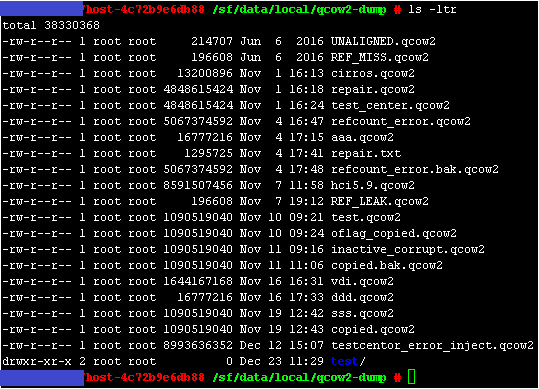 /host-4c72b9e6db88 /sf/data/local/qcow2-dump # ls -ltr
total 38330368
-rw-r--r-- 1 root root     214707 Jun  6  2016 UNALIGNED.qcow2
-rw-r--r-- 1 root root     196608 Jun  6  2016 REF_MISS.qcow2
-rw-r--r-- 1 root root   13200896 Nov  1 16:13 cirros.qcow2
-rw-r--r-- 1 root root 4848615424 Nov  1 16:18 repair.qcow2
-rw-r--r-- 1 root root 4848615424 Nov  1 16:24 test_center.qcow2
-rw-r--r-- 1 root root 5067374592 Nov  4 16:47 refcount_error.qcow2
-rw-r--r-- 1 root root   16777216 Nov  4 17:15 aaa.qcow2
-rw-r--r-- 1 root root    1295725 Nov  4 17:41 repair.txt
-rw-r--r-- 1 root root 5067374592 Nov  4 17:48 refcount_error.bak.qcow2
-rw-r--r-- 1 root root 8591507456 Nov  7 11:58 hci5.9.qcow2
-rw-r--r-- 1 root root     196608 Nov  7 19:12 REF_LEAK.qcow2
-rw-r--r-- 1 root root 1090519040 Nov 10 09:21 test.qcow2
-rw-r--r-- 1 root root 1090519040 Nov 10 09:24 oflag_copied.qcow2
-rw-r--r-- 1 root root 1090519040 Nov 11 09:16 inactive_corrupt.qcow2
-rw-r--r-- 1 root root 1090519040 Nov 11 11:06 copied.bak.qcow2
-rw-r--r-- 1 root root 1644167168 Nov 16 16:31 vdi.qcow2
-rw-r--r-- 1 root root   16777216 Nov 16 17:33 ddd.qcow2
-rw-r--r-- 1 root root 1090519040 Nov 19 12:42 sss.qcow2
-rw-r--r-- 1 root root 1090519040 Nov 19 12:43 copied.qcow2
-rw-r--r-- 1 root root 8993636352 Dec 12 15:07 testcentor_error_inject.qcow2
drwxr-xr-x 2 root root          0 Dec 23 11:29 test/
/host-4c72b9e6db88 /sf/data/local/qcow2-dump #